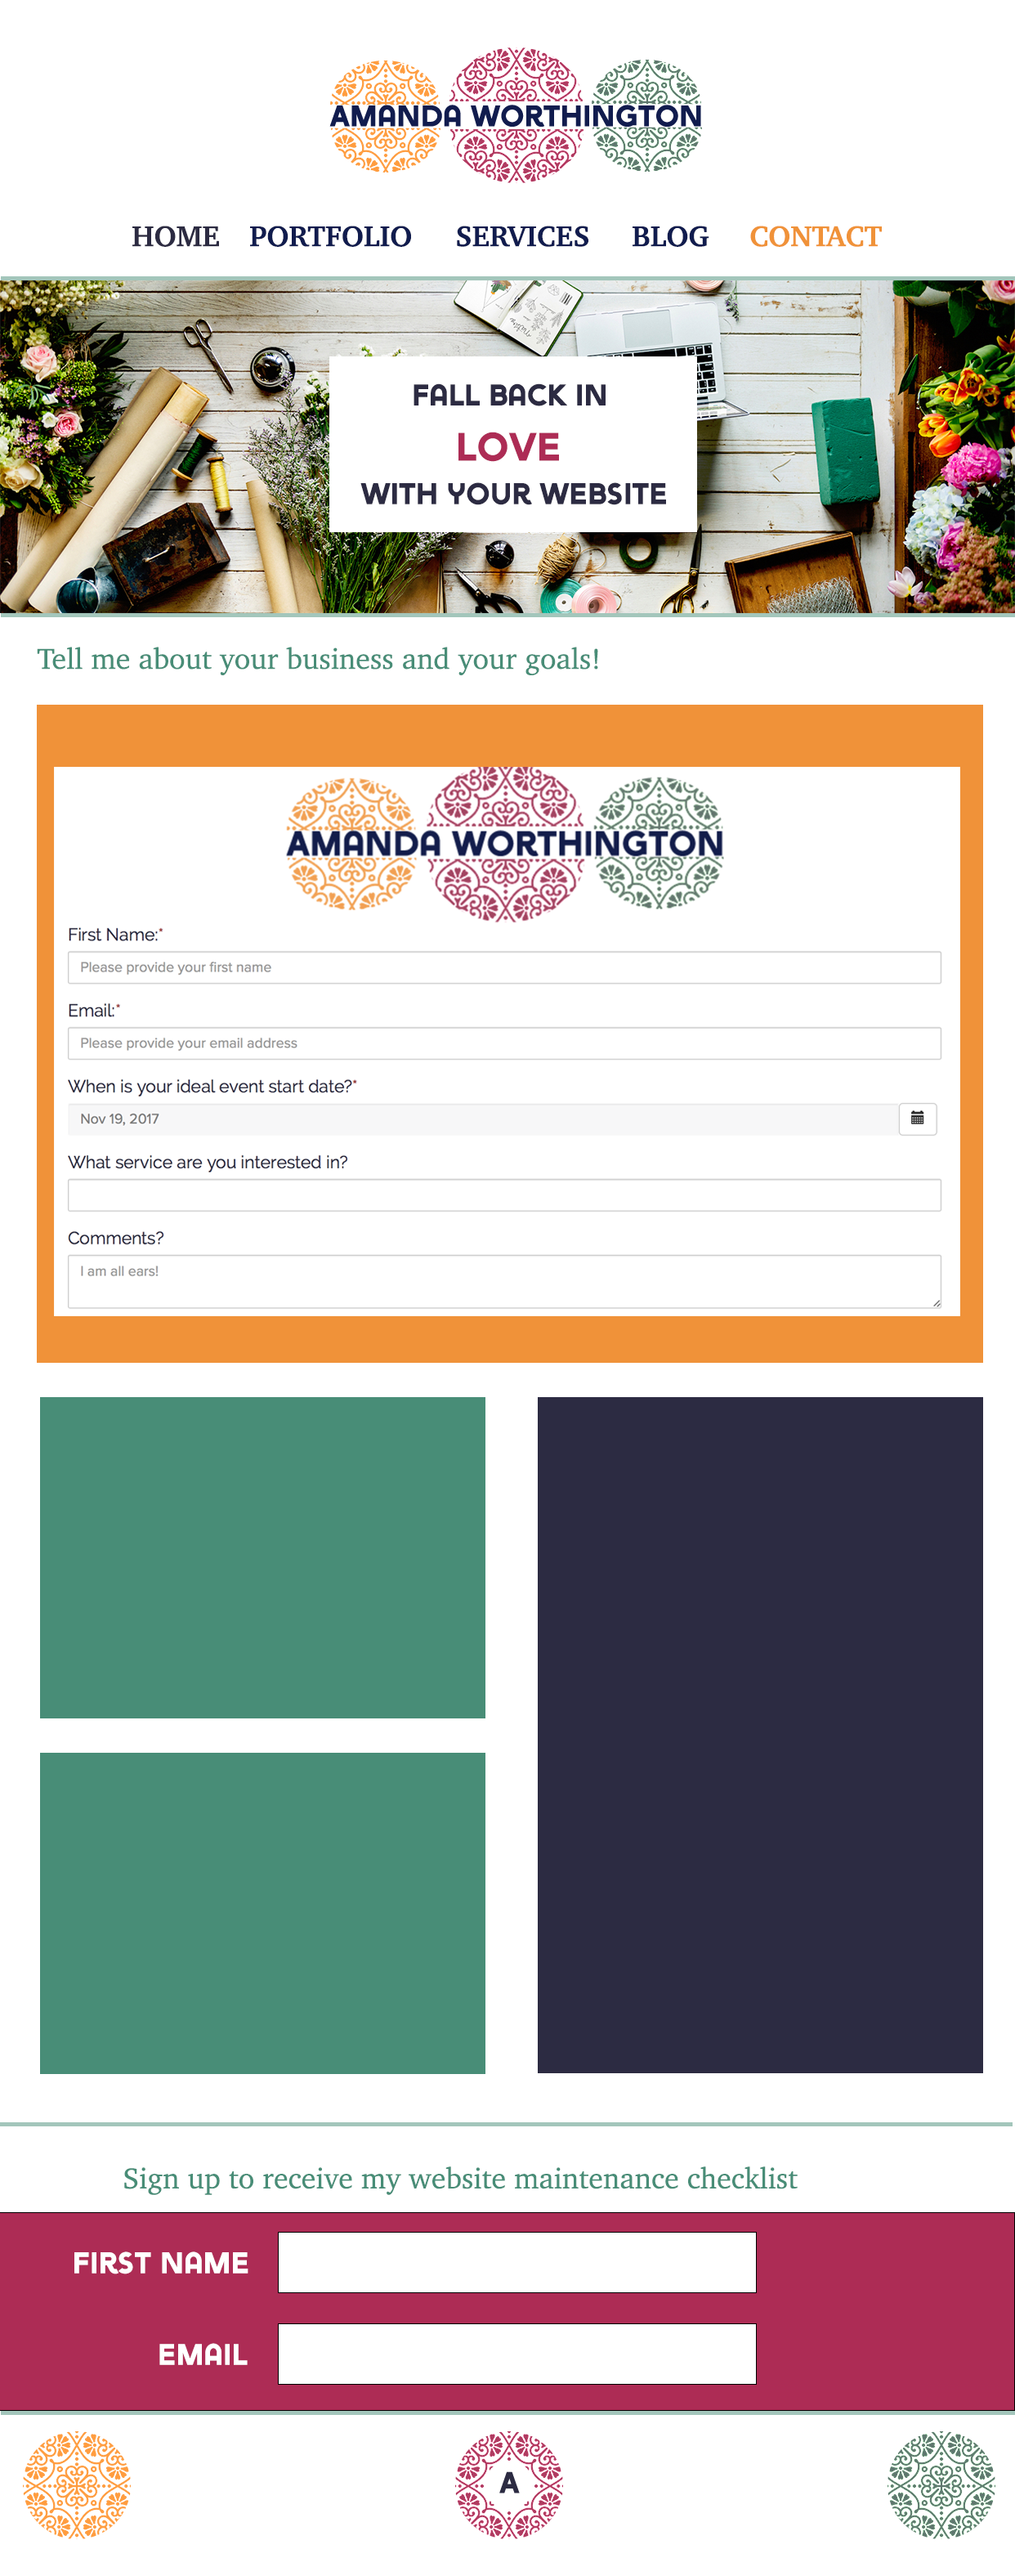 AMANDA WORTHINGTON
HOME PORTFOLIO SERVICES BLOG CONTACT
FALL BACK IN
LOVE
WITH YOUR WEBSITE
Tell me about your business and your goals!
AMANDA WORTHINGTON
First Name:*
Please provide your first name
Email:*
Please provide your email address
When is your ideal event start date?*
Nov 19, 2017
What service are you interested in?
Comments?
I am all ears!
Sign up to receive my website maintenance checklist
FIRST NAME
EMAIL
A